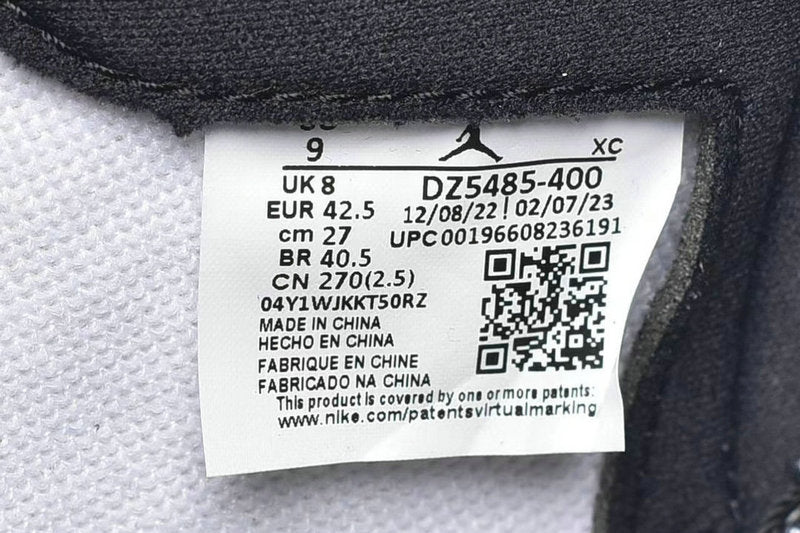 9 XC
UK 8 DZ5485-400
EUR 42.5 12/08/22 ! 02/07/23
cm 27 UPC00196608236191
BR 40.5
CN 270(2.5)
04Y1WJKKT50RZ
MADE IN CHINA
HECHO EN CHINA
FABRIQUE EN CHINE
FABRICADO NA CHINA
This product is covered by one or more patents:
www.nike.com/patentsvirtualmarking